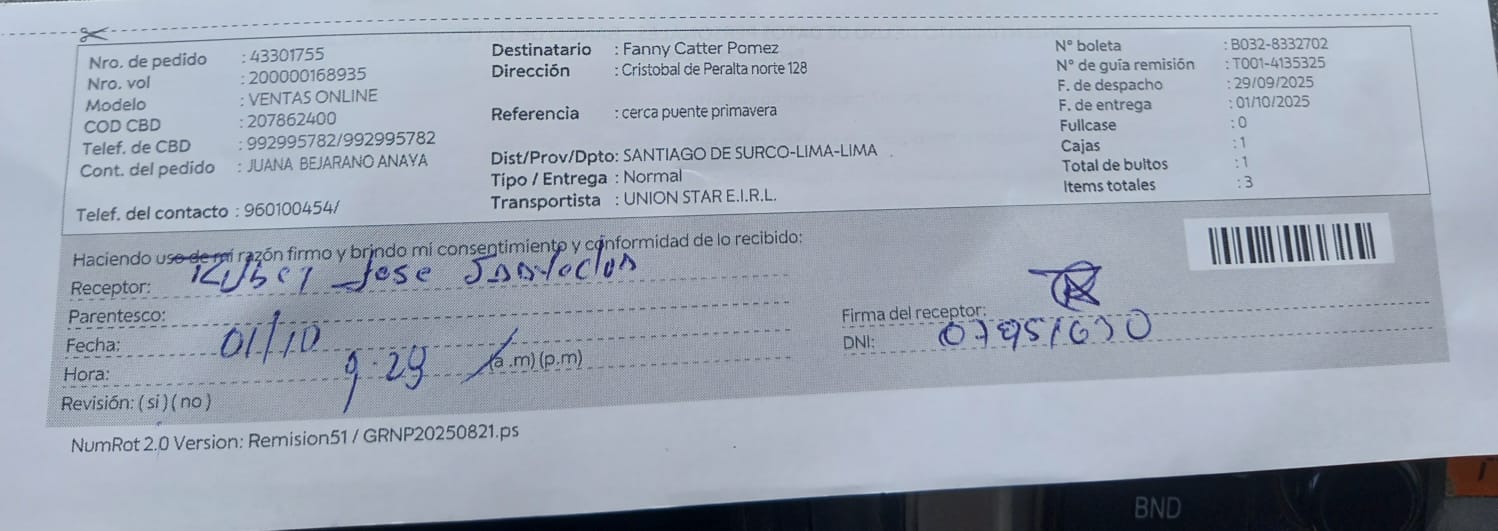 Nro. de pedido : 43301755
Nro. vol : 200000168935
Modelo : VENTAS ONLINE
COD CBD : 207862400
Telef. de CBD : 992995782/992995782
Cont. del pedido : JUANA BEJARANO ANAYA
Telef. del contacto : 960100454/
Destinatario : Fanny Catter Pomez
Dirección : Cristobal de Peralta norte 128
Referencia : cerca puente primavera
Dist/Prov/Dpto: SANTIAGO DE SURCO-LIMA-LIMA
Tipo / Entrega : Normal
Transportista : UNION STAR E.I.R.L.
N° boleta : B032-8332702
N° de guía remisión : T001-4135325
F. de despacho : 29/09/2025
F. de entrega : 01/10/2025
Fullcase : 0
Cajas : 1
Total de bultos : 1
Items totales : 3
Haciendo uso de mi razón firmo y brindo mi consentimiento y conformidad de lo recibido:
Receptor: Jose
Parentesco:
Fecha: 01/10
Hora: 9:29 (a.m) (p.m)
Revisión: ( si ) ( no )
Firma del receptor:
DNI:
NumRot 2.0 Version: Remision51 / GRNP20250821.ps
BND